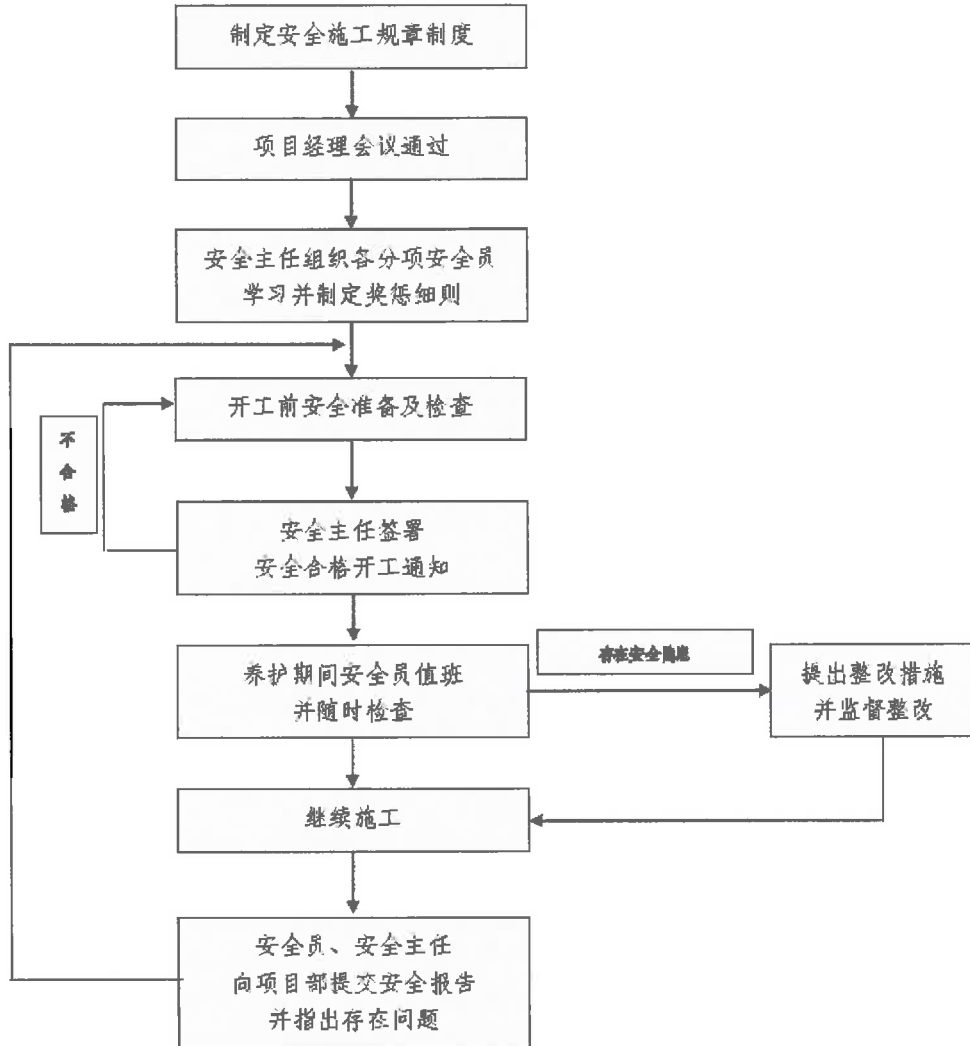 制定安全施工规章制度
项目经理会议通过
安全主任组织各分项安全员
学习并制定奖惩细则
开工前安全准备及检查
不
合
格
安全主任签署
安全合格开工通知
养护期间安全员值班
并随时检查
存在安全隐患
提出整改措施
并监督整改
继续施工
安全员、安全主任
向项目部提交安全报告
并指出存在问题